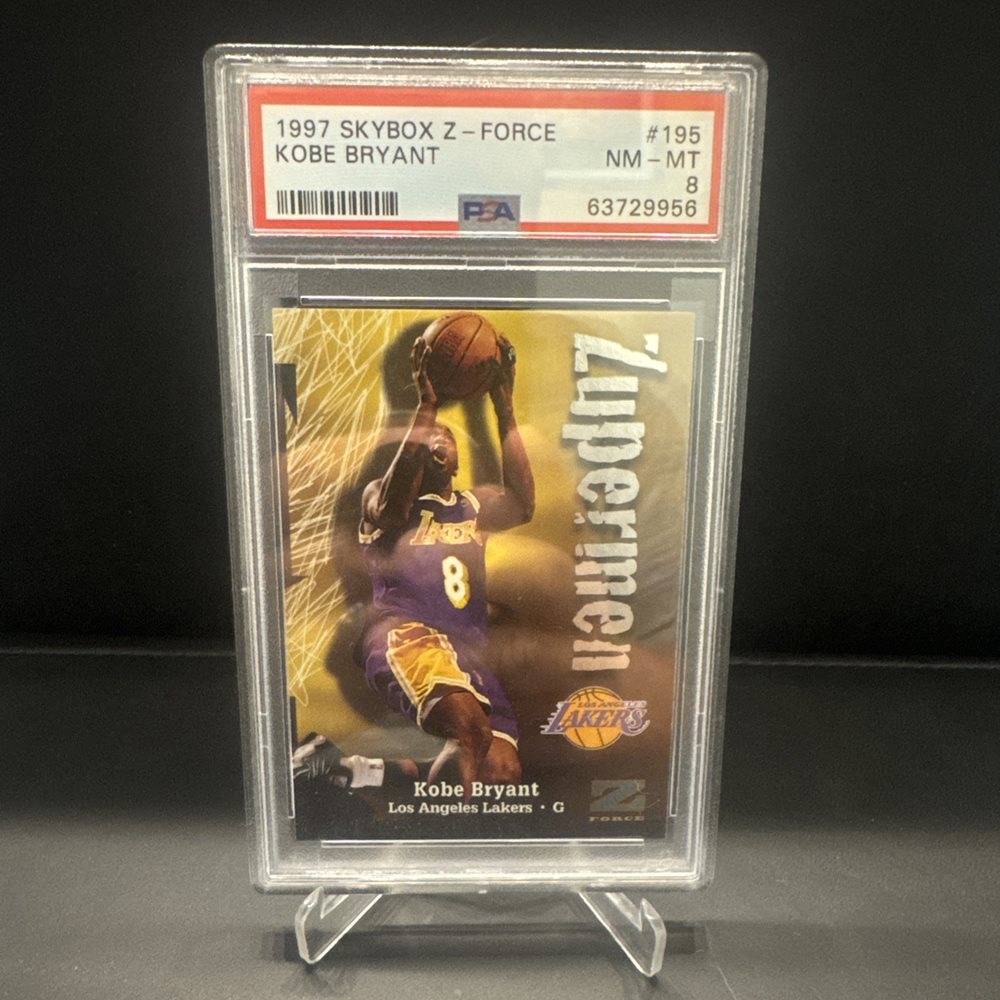 1997 SKYBOX Z-FORCE #195
KOBE BRYANT NM-MT
8
PSA 63729956
Zupermen
LAKERS
8
LOS ANGELES
LAKERS
Kobe Bryant
Los Angeles Lakers · G
Z
FORCE